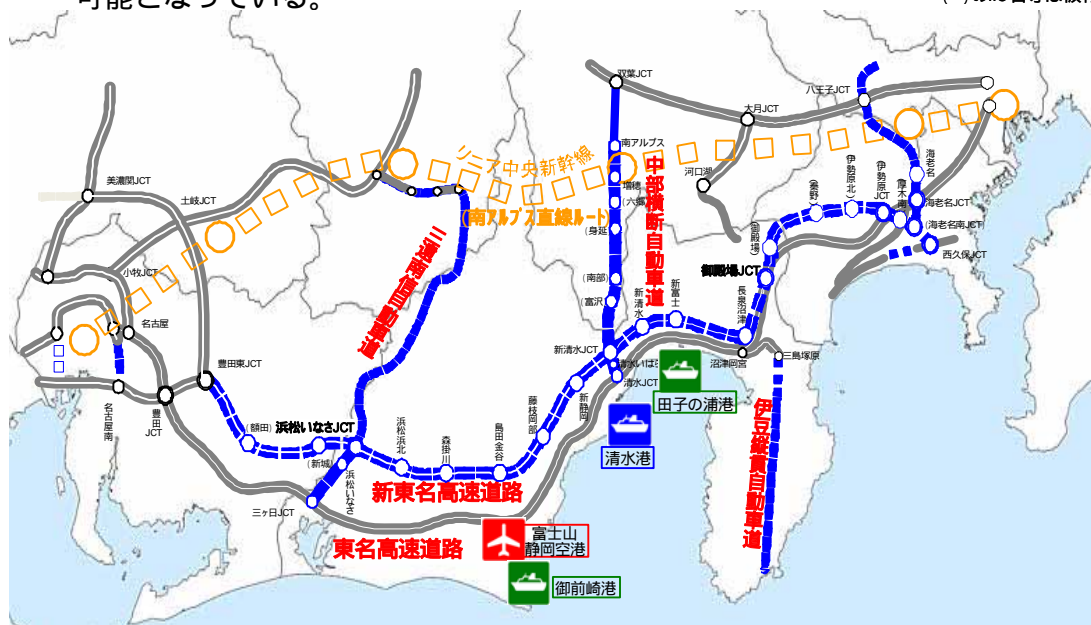 可能となっている。
双葉JCT
八王子JCT
大月JCT
南アルプス
リニア中央新幹線
(南アルプス直線ルート)
美濃関JCT
土岐JCT
小牧JCT
名古屋
豊田東JCT
名古屋南
豊田
JCT
三遠南信自動車道
中部横断自動車道
増穂
(六郷)
(身延)
(南部)
(富沢)
河口湖
海老名
海老名JCT
(海老名南JCT)
西久保JCT
厚木南
伊勢原JCT
伊勢原北)
(秦野)
御殿場)
御殿場JCT
長泉沼津
新富士
新清水
新清水JCT
清水JCT
沼津岡宮
三島塚原
新静岡
藤枝岡部
島田金谷
森掛川
浜松浜北
浜松いなさJCT
浜松いなさ
(新城)
(額田)
三ヶ日JCT
新東名高速道路
東名高速道路
伊豆縦貫自動車道
田子の浦港
清水港
富士山
静岡空港
御前崎港